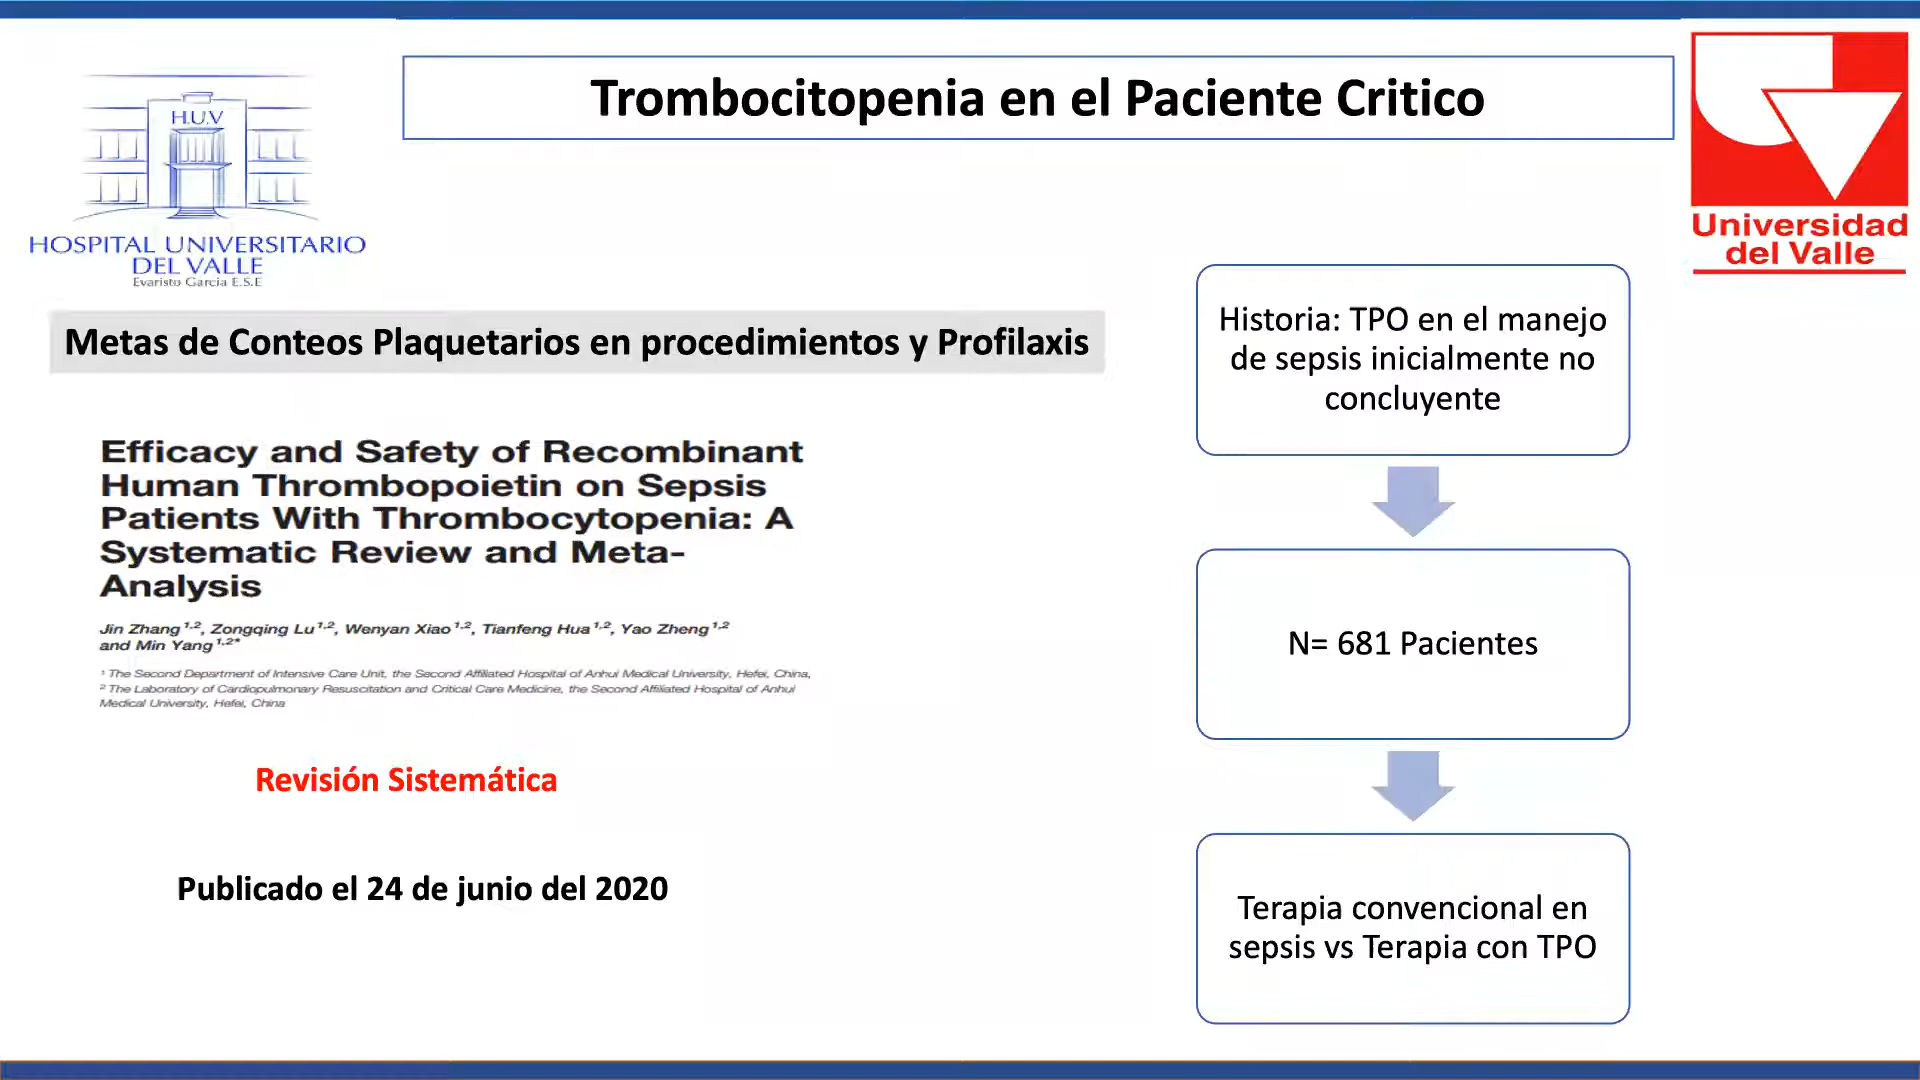 Trombocitopenia en el Paciente Critico
H.U.V
HOSPITAL UNIVERSITARIO
DEL VALLE
Evaristo Garcia E.S.E
Universidad
del Valle
Metas de Conteos Plaquetarios en procedimientos y Profilaxis
Efficacy and Safety of Recombinant
Human Thrombopoietin on Sepsis
Patients With Thrombocytopenia: A
Systematic Review and Meta-
Analysis
Jin Zhang 1,2, Zongqing Lu 1,2, Wenyan Xiao 1,2, Tianfeng Hua 1,2, Yao Zheng 1,2
and Min Yang 1,2*
1 The Second Department of Intensive Care Unit, the Second Affiliated Hospital of Anhui Medical University, Hefei, China,
2 The Laboratory of Cardiopulmonary Resuscitation and Critical Care Medicine, the Second Affiliated Hospital of Anhui
Medical University, Hefei, China
Revisión Sistemática
Publicado el 24 de junio del 2020
Historia: TPO en el manejo
de sepsis inicialmente no
concluyente
N= 681 Pacientes
Terapia convencional en
sepsis vs Terapia con TPO